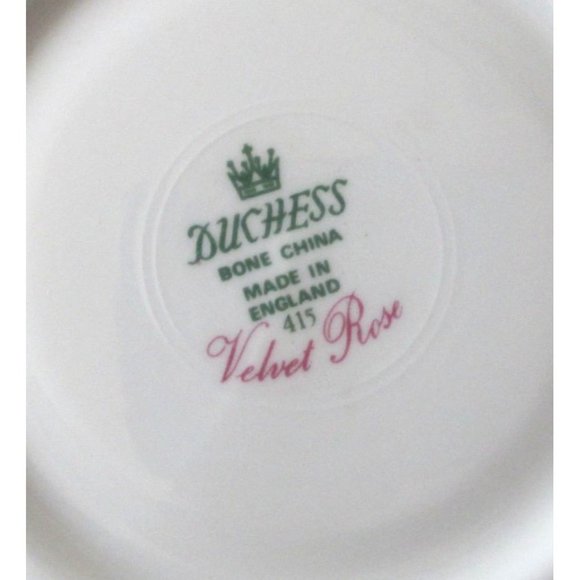 DUCHESS
BONE CHINA
MADE IN
ENGLAND
415
Velvet Rose